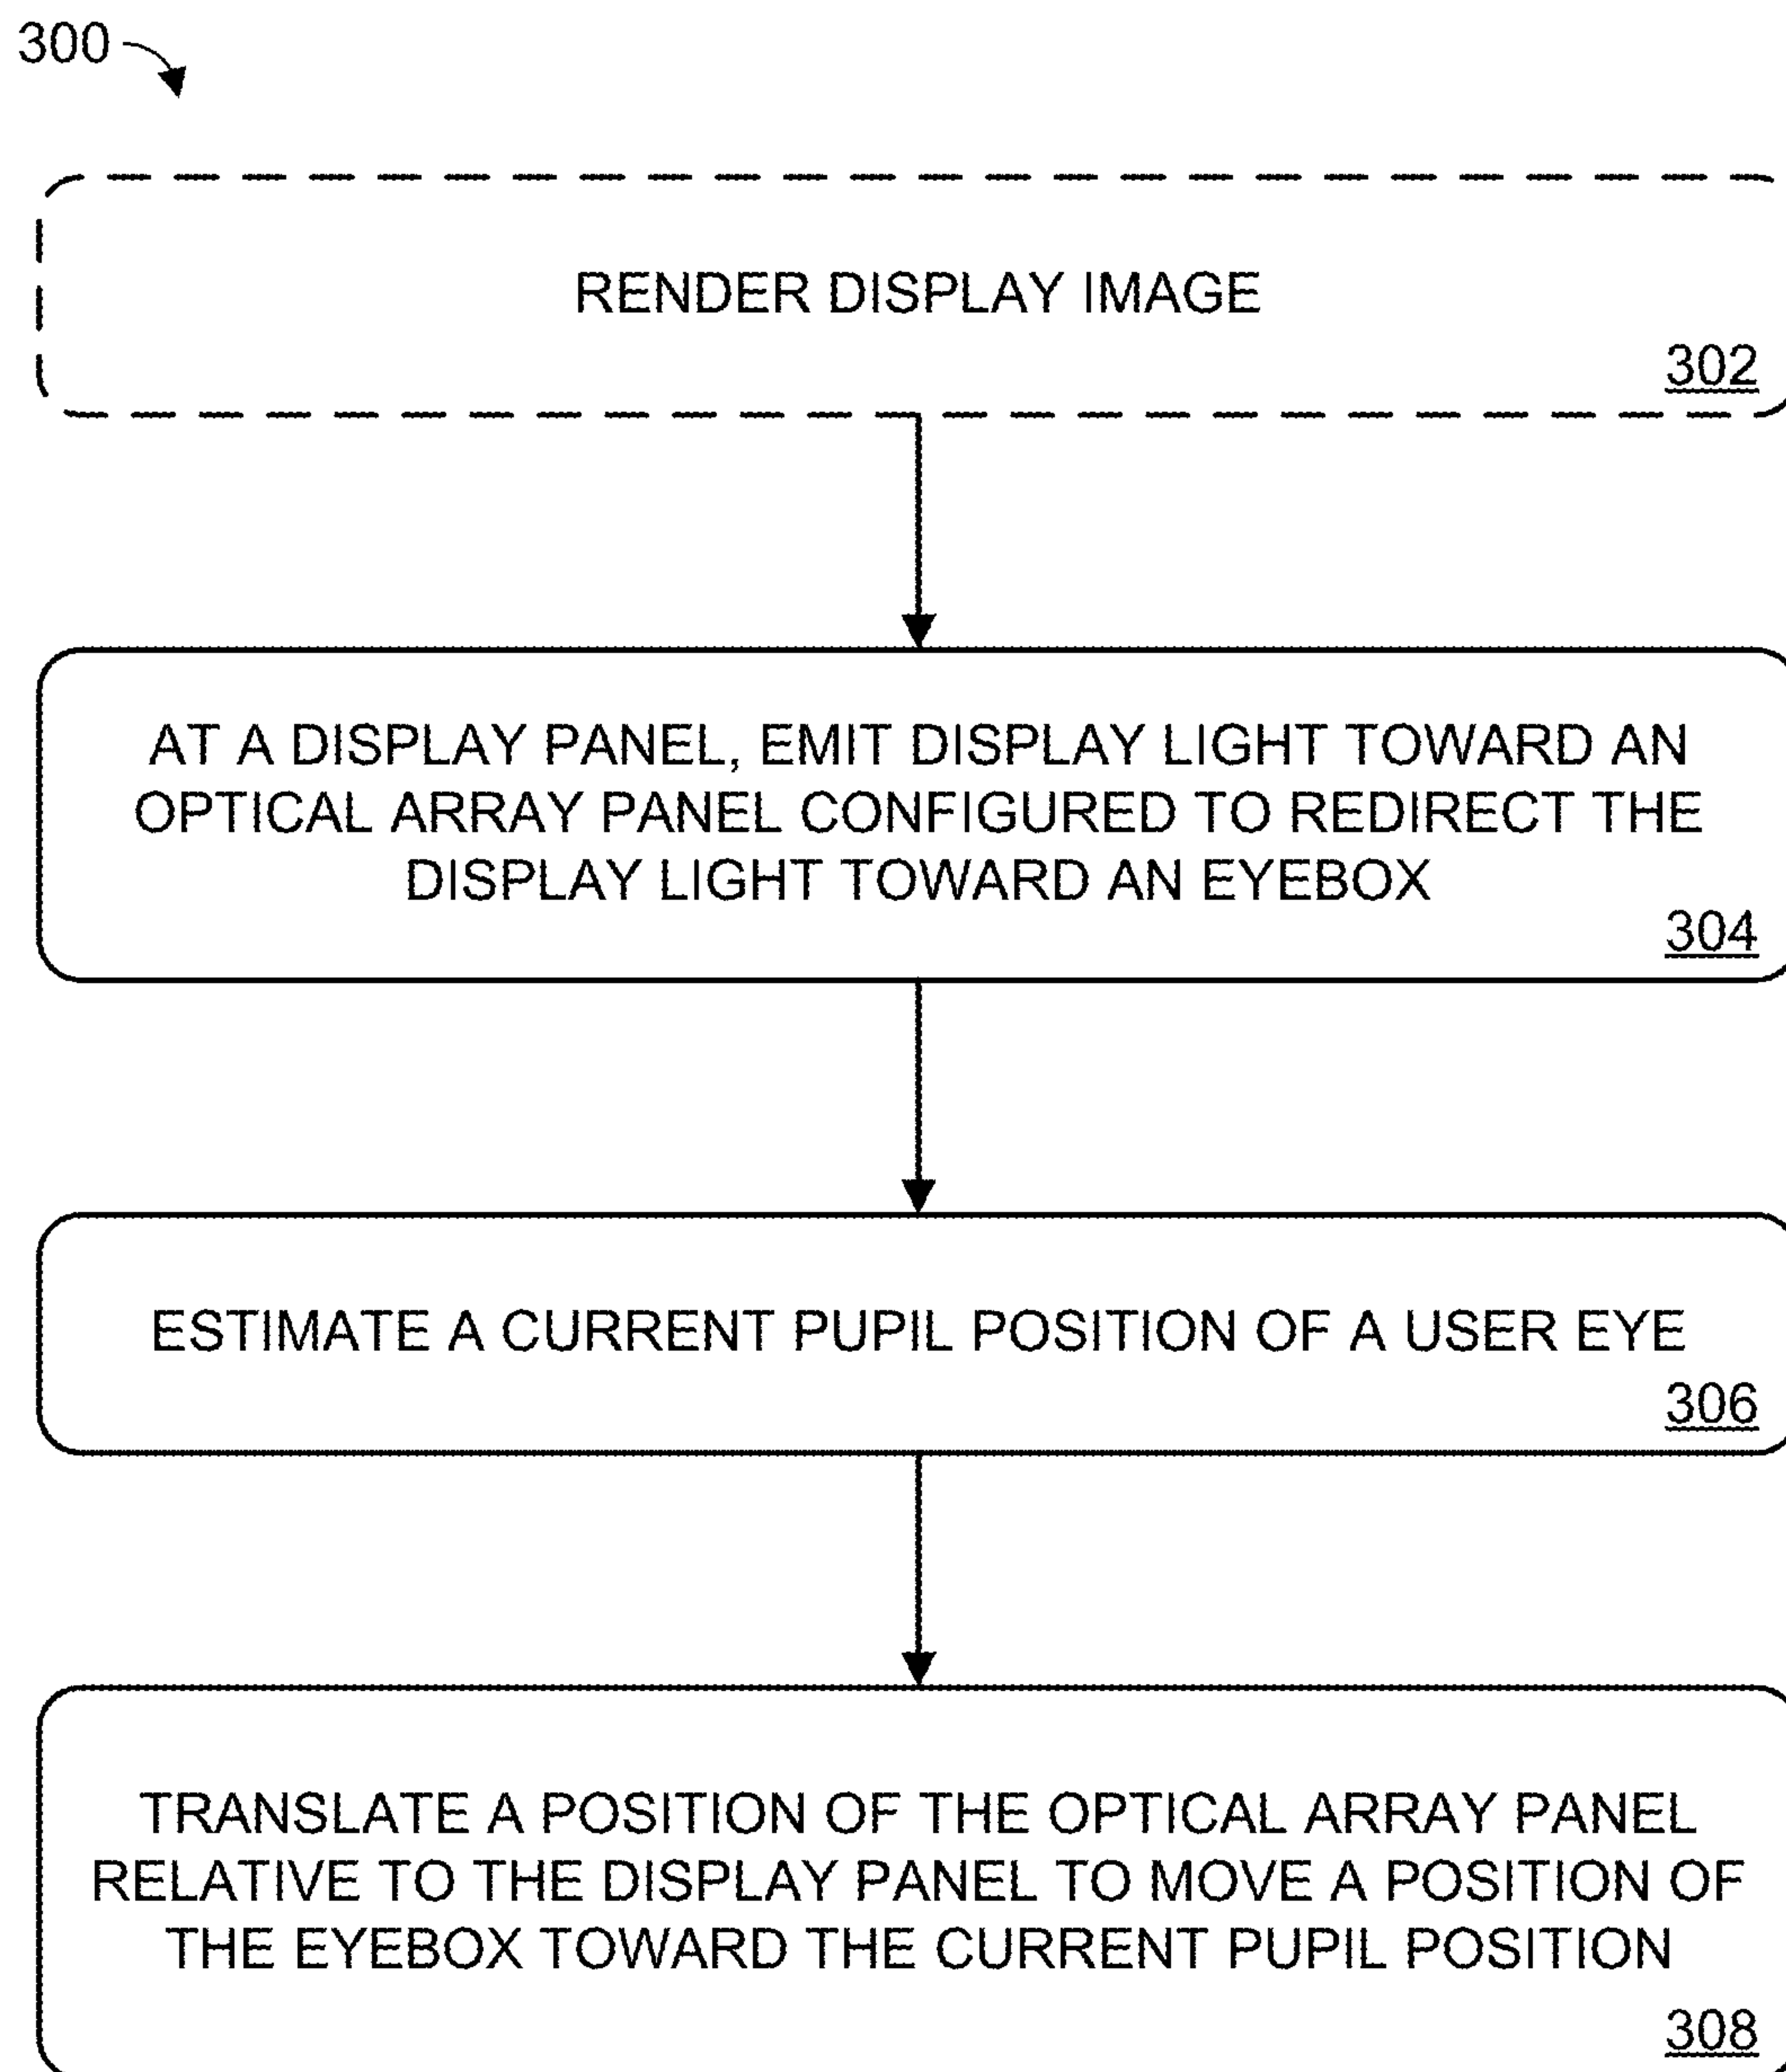 300
RENDER DISPLAY IMAGE
302
AT A DISPLAY PANEL, EMIT DISPLAY LIGHT TOWARD AN
OPTICAL ARRAY PANEL CONFIGURED TO REDIRECT THE
DISPLAY LIGHT TOWARD AN EYEBOX
304
ESTIMATE A CURRENT PUPIL POSITION OF A USER EYE
306
TRANSLATE A POSITION OF THE OPTICAL ARRAY PANEL
RELATIVE TO THE DISPLAY PANEL TO MOVE A POSITION OF
THE EYEBOX TOWARD THE CURRENT PUPIL POSITION
308